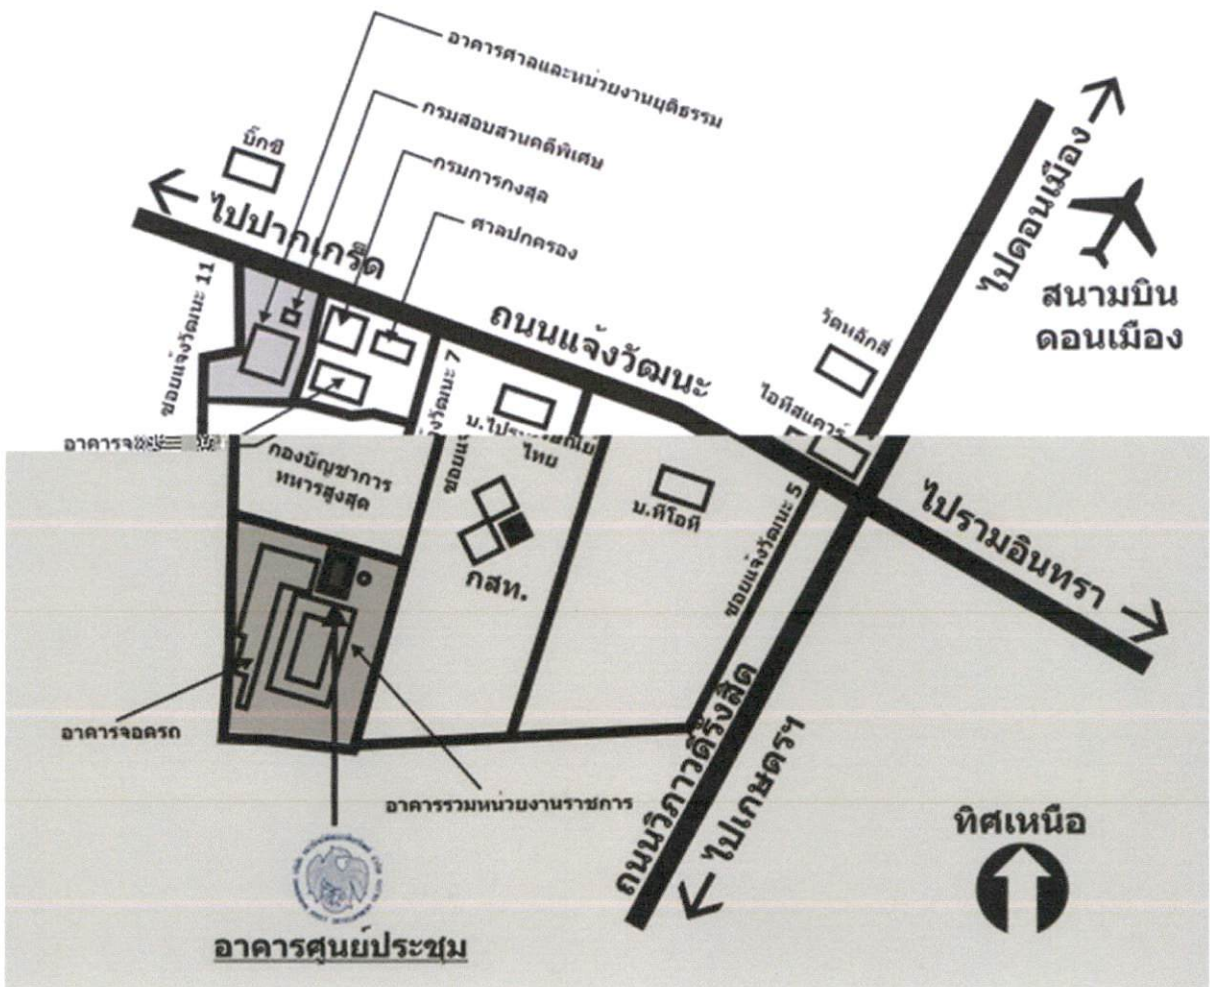 อาคารศาลและหน่วยงานยุติธรรม
กรมสอบสวนคดีพิเศษ
บิ๊กซี
กรมการกงสุล
ไปปากเกร็ด
ศาลปกครอง
ไปดอนเมือง
สนามบิน
ดอนเมือง
ซอยแจ้งวัฒนะ 11
ถนนแจ้งวัฒนะ
วัดหลักสี่
ไอทีสแควร์
กองบัญชาการ
ทหารสูงสุด
ไทย
บ.ทีโอที
ซอยแจ้งวัฒนะ 5
ไปรามอินทรา
กสท.
อาคารจอดรถ
อาคารรวมหน่วยงานราชการ
ถนนวิภาวดีรังสิต
ไปเกษตรฯ
ทิศเหนือ
อาคารศูนย์ประชุม